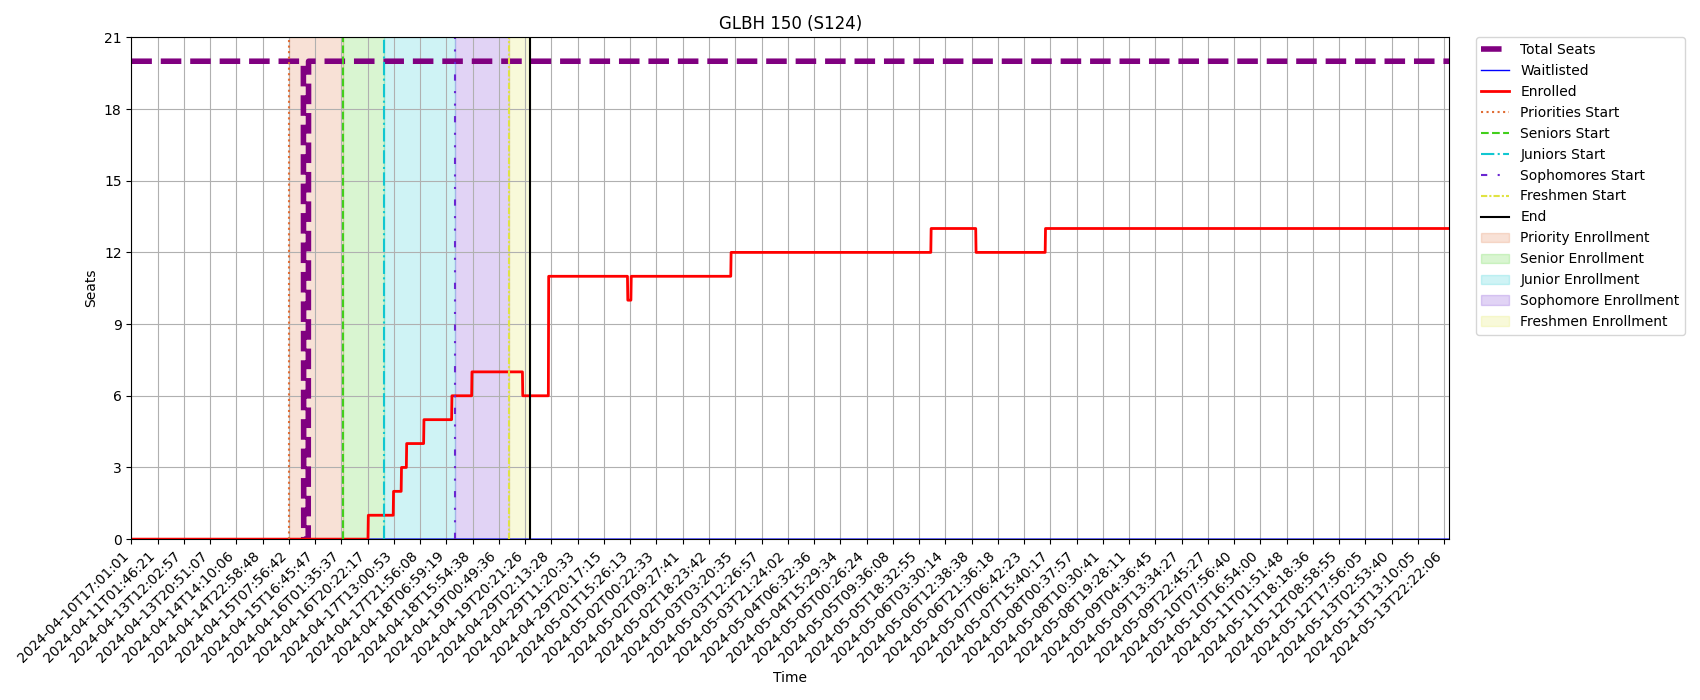 GLBH 150 (S124)
21
18
15
12
9
6
3
0
Seats
2024-04-10T17:01:01
2024-04-11T01:46:21
2024-04-13T12:02:57
2024-04-13T20:51:07
2024-04-14T14:10:06
2024-04-14T22:58:48
2024-04-15T07:56:42
2024-04-15T16:45:47
2024-04-16T01:35:37
2024-04-16T20:22:17
2024-04-17T13:00:53
2024-04-17T21:56:08
2024-04-18T06:59:19
2024-04-18T15:54:38
2024-04-19T00:49:36
2024-04-19T20:21:26
2024-04-29T02:13:28
2024-04-29T11:20:33
2024-04-29T20:17:15
2024-05-01T15:26:13
2024-05-02T00:22:33
2024-05-02T09:27:41
2024-05-02T18:23:42
2024-05-03T03:20:35
2024-05-03T12:26:57
2024-05-03T21:24:02
2024-05-04T06:32:36
2024-05-04T15:29:34
2024-05-05T00:26:24
2024-05-05T09:36:08
2024-05-05T18:32:55
2024-05-06T03:30:14
2024-05-06T12:38:38
2024-05-06T21:36:18
2024-05-07T06:42:23
2024-05-07T15:40:17
2024-05-08T00:37:57
2024-05-08T10:30:41
2024-05-08T19:28:11
2024-05-09T04:36:45
2024-05-09T13:34:27
2024-05-09T22:45:27
2024-05-10T07:56:40
2024-05-10T16:54:00
2024-05-11T01:51:48
2024-05-11T18:18:36
2024-05-12T08:58:55
2024-05-12T17:56:05
2024-05-13T02:53:40
2024-05-13T13:10:05
2024-05-13T22:22:06
Time
Total Seats
Waitlisted
Enrolled
Priorities Start
Seniors Start
Juniors Start
Sophomores Start
Freshmen Start
End
Priority Enrollment
Senior Enrollment
Junior Enrollment
Sophomore Enrollment
Freshmen Enrollment